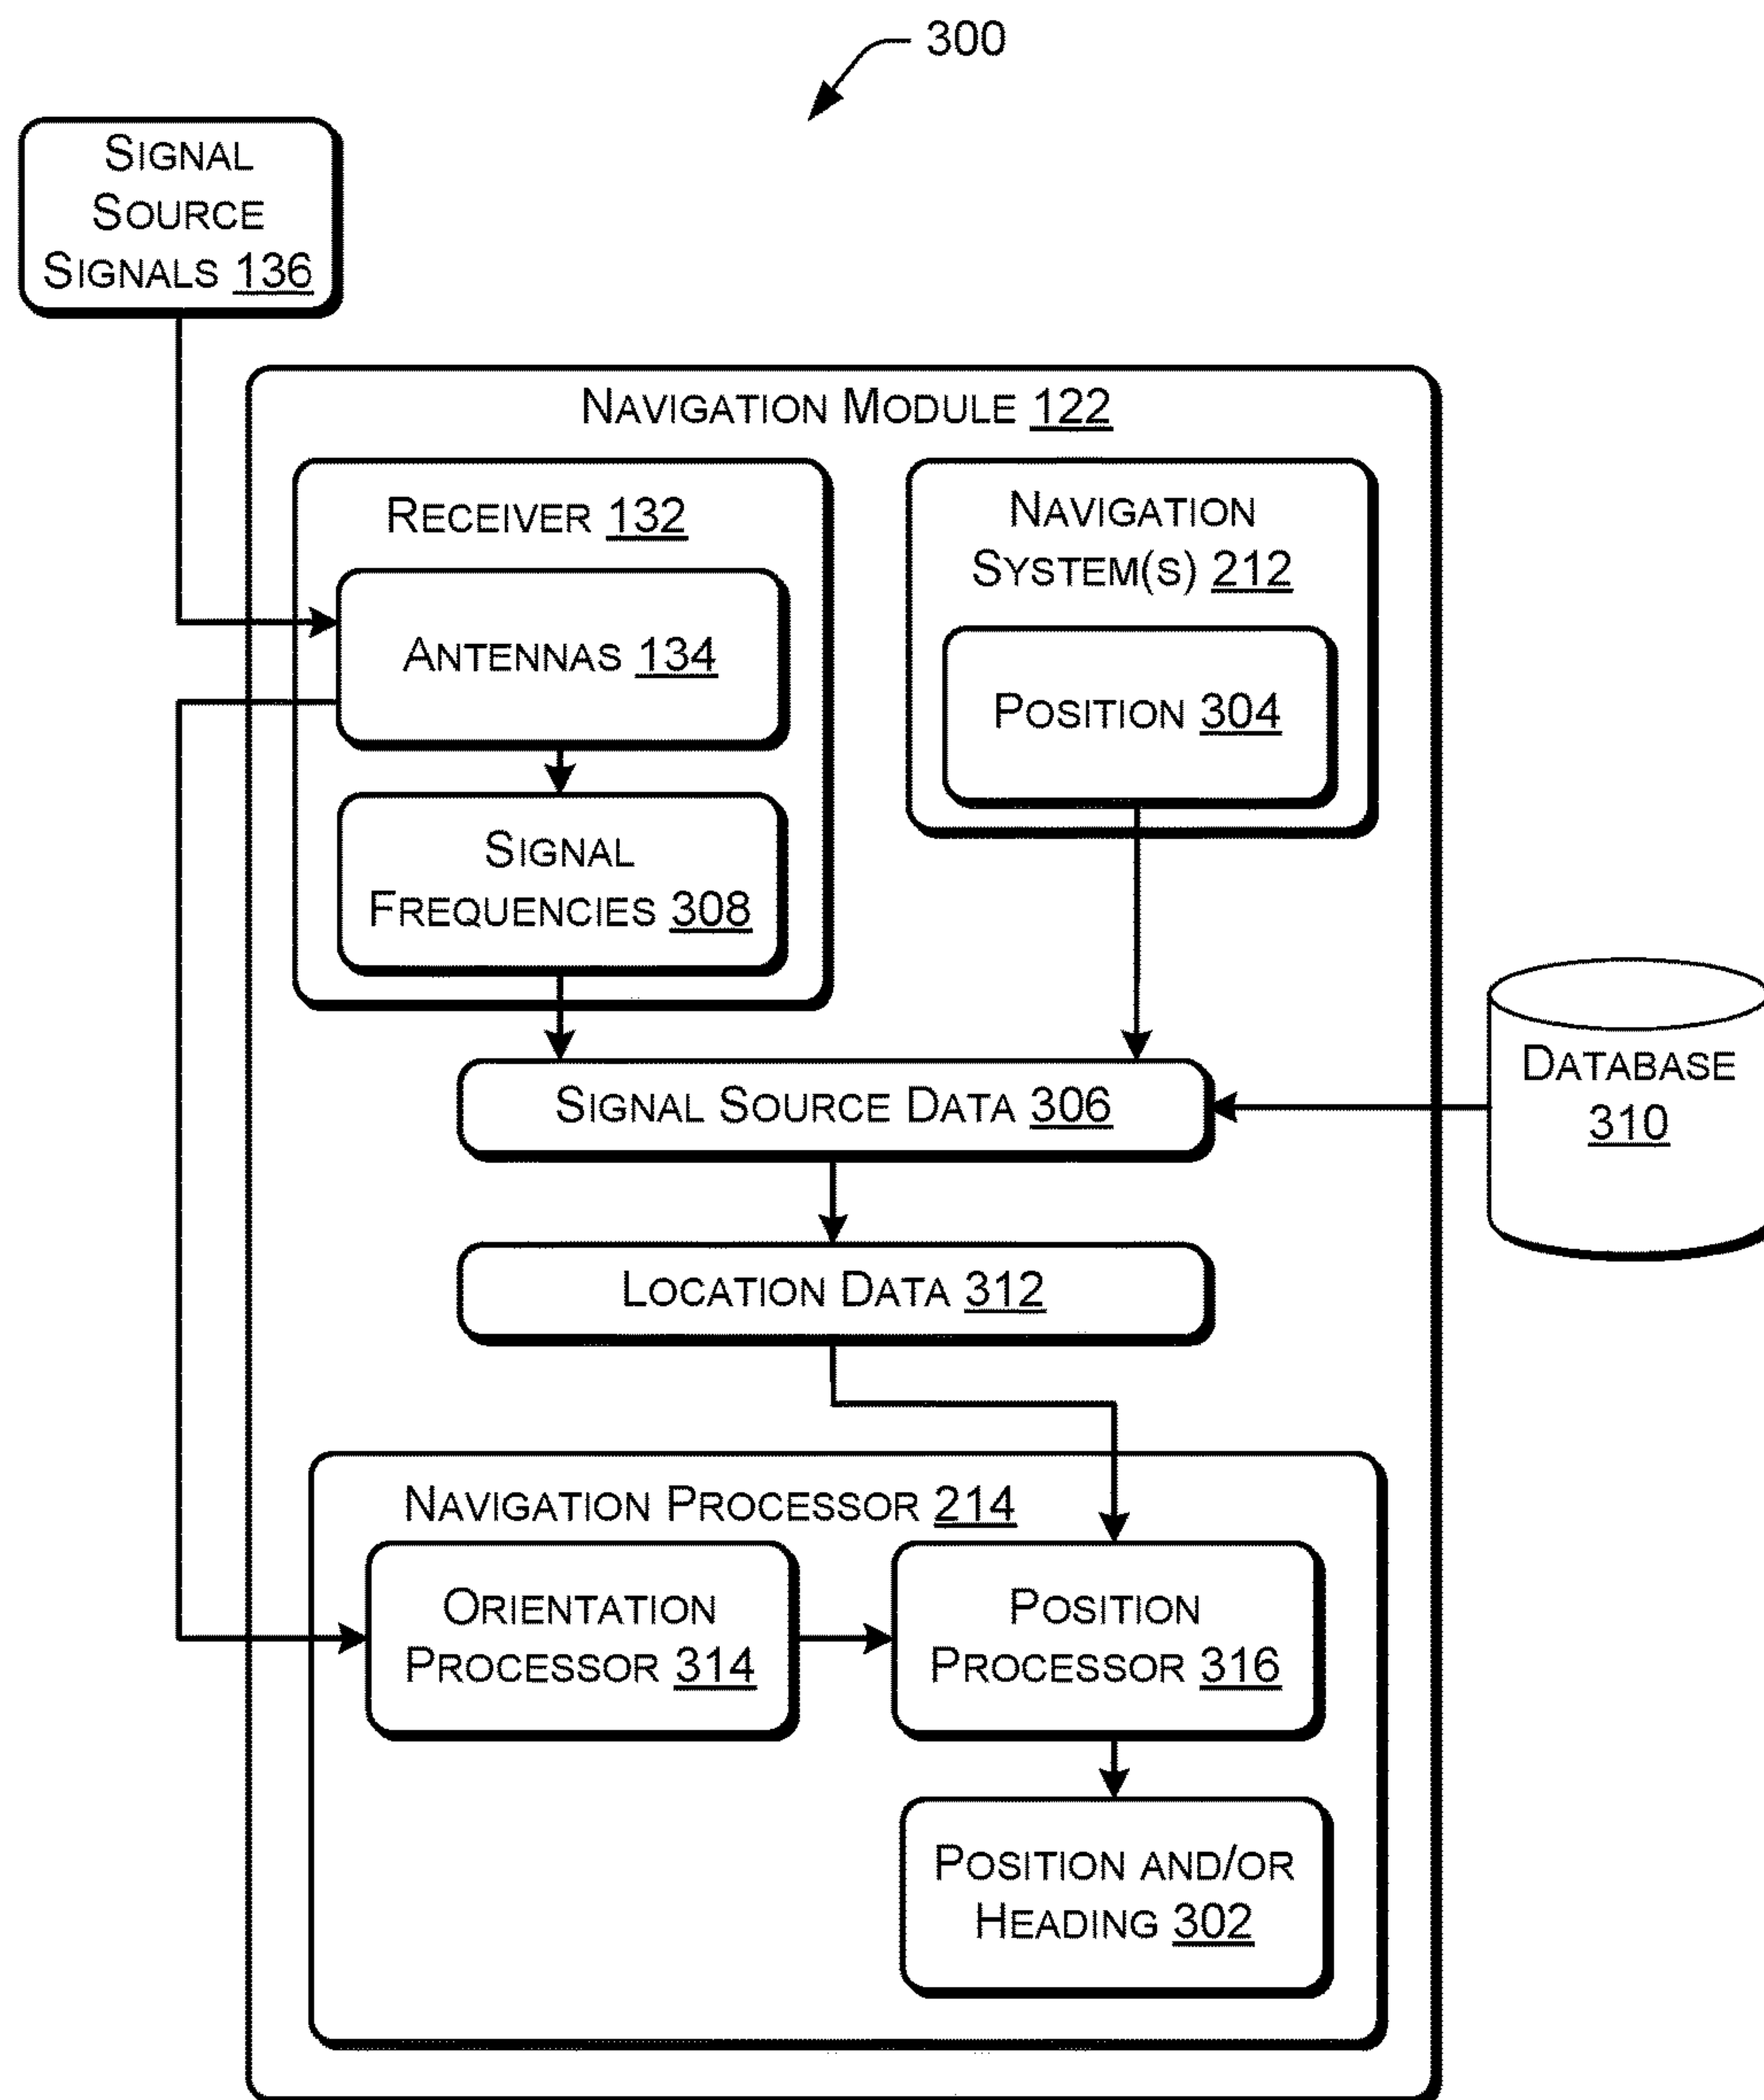 300
SIGNAL
SOURCE
SIGNALS 136
NAVIGATION MODULE 122
RECEIVER 132
ANTENNAS 134
SIGNAL
FREQUENCIES 308
NAVIGATION
SYSTEM(S) 212
POSITION 304
SIGNAL SOURCE DATA 306
DATABASE
310
LOCATION DATA 312
NAVIGATION PROCESSOR 214
ORIENTATION
PROCESSOR 314
POSITION
PROCESSOR 316
POSITION AND/OR
HEADING 302